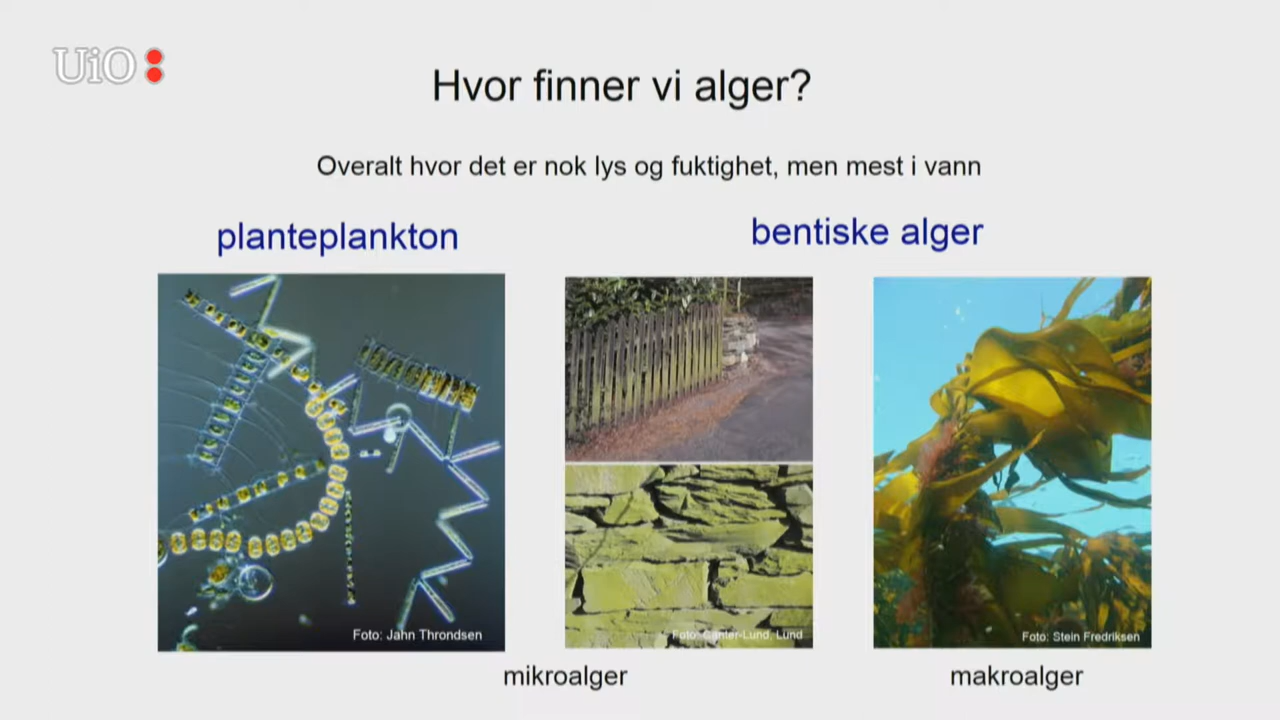 UiO
Hvor finner vi alger?
Overalt hvor det er nok lys og fuktighet, men mest i vann
planteplankton
bentiske alger
Foto: Jahn Throndsen
Foto: Canter-Lund, Lund
Foto: Stein Fredriksen
mikroalger
makroalger